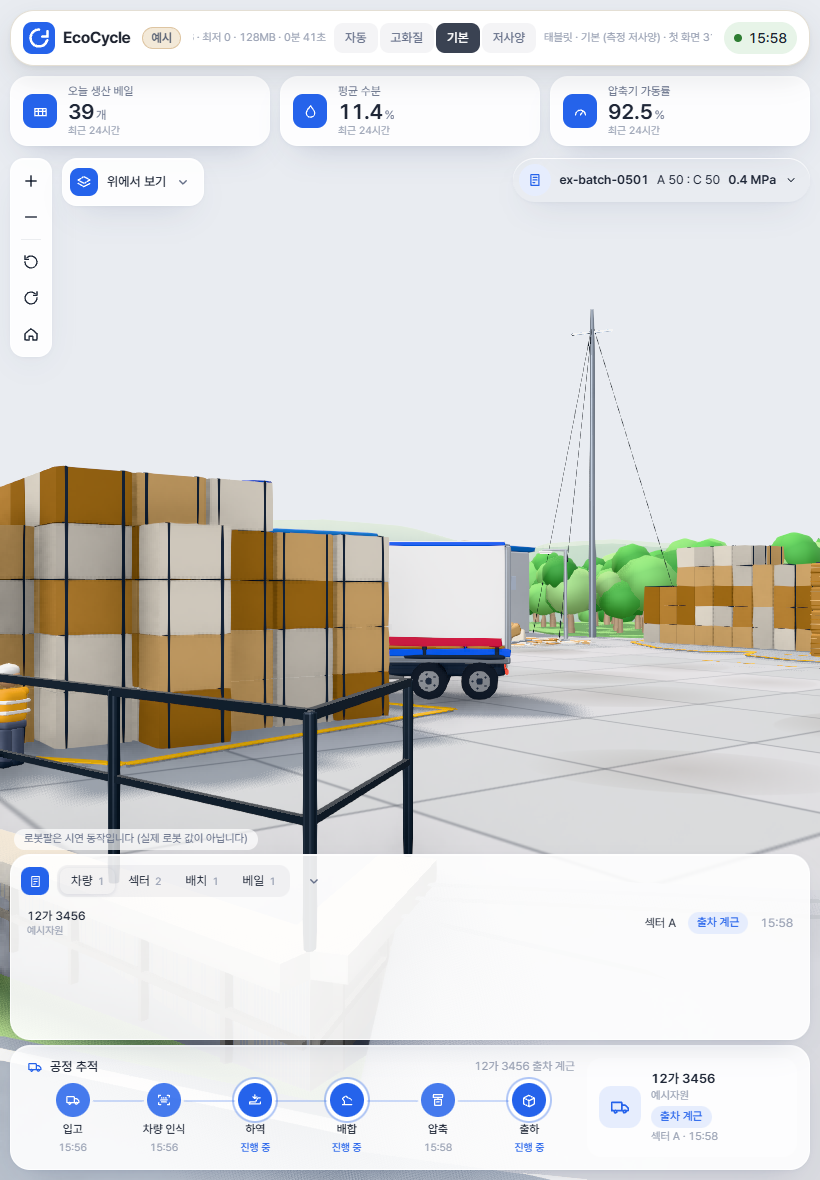 EcoCycle
예시
· 최저 0 · 128MB · 0분 41초
자동
고화질
기본
저사양
태블릿 · 기본 (측정 저사양) · 첫 화면
15:58
오늘 생산 베일
39개
최근 24시간
평균 수분
11.4%
최근 24시간
압축기 가동률
92.5%
최근 24시간
위에서 보기
ex-batch-0501 A 50 : C 50 0.4 MPa
로봇팔은 시연 동작입니다 (실제 로봇 값이 아닙니다)
차량 1
섹터 2
배치 1
베일 1
12가 3456
예시자원
섹터 A
출차 계근
15:58
공정 추적
12가 3456 출차 계근
입고
15:56
차량 인식
15:56
하역
진행 중
배합
진행 중
압축
15:58
출하
진행 중
12가 3456
예시자원
출차 계근
섹터 A · 15:58